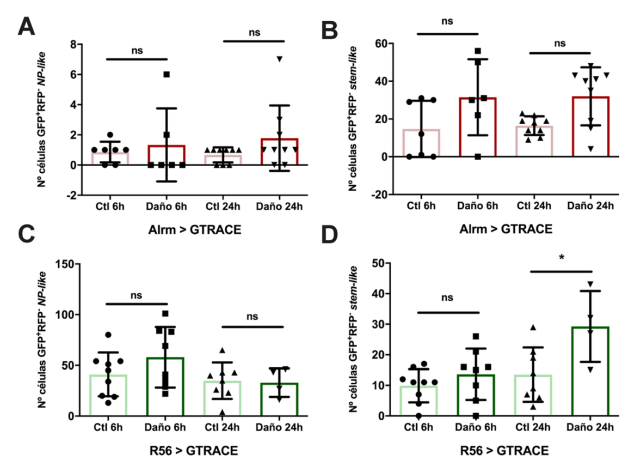 A
Nº células GFP⁺RFP⁻ NP-like
8
6
4
2
0
-2
ns
ns
Ctl 6h Daño 6h Ctl 24h Daño 24h
Alrm > GTRACE
B
Nº células GFP⁺RFP⁻ stem-like
60
40
20
0
-20
ns
ns
Ctl 6h Daño 6h Ctl 24h Daño 24h
Alrm > GTRACE
C
Nº células GFP⁺RFP⁻ NP-like
150
100
50
0
ns
ns
Ctl 6h Daño 6h Ctl 24h Daño 24h
R56 > GTRACE
D
Nº células GFP⁺RFP⁻ stem-like
50
40
30
20
10
0
ns
*
Ctl 6h Daño 6h Ctl 24h Daño 24h
R56 > GTRACE